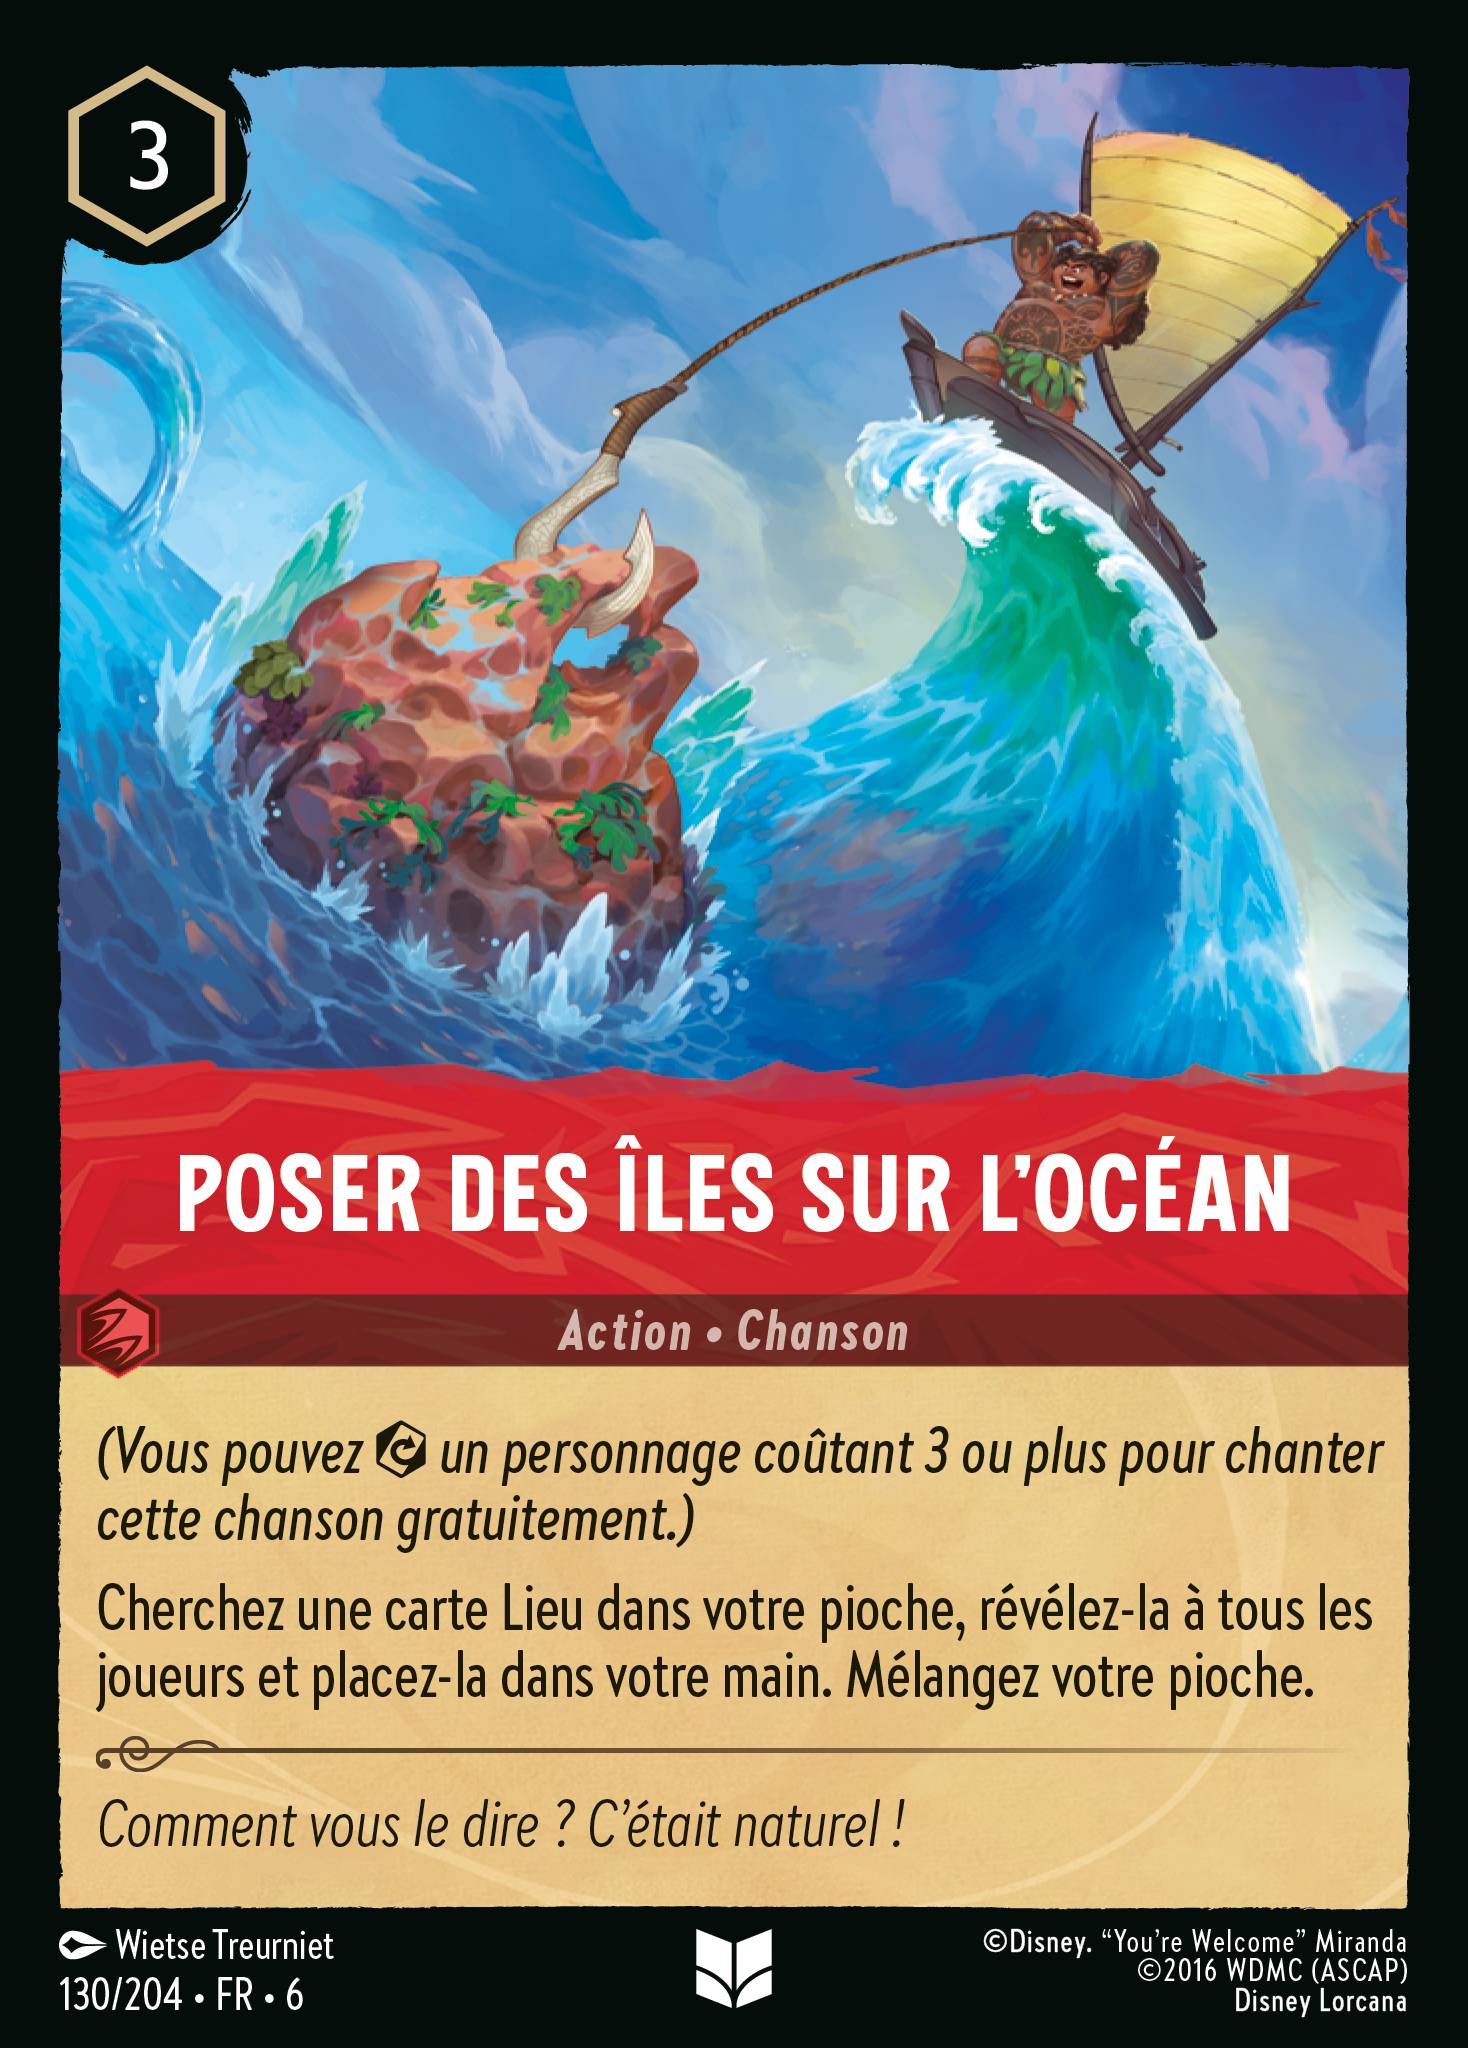 3
POSER DES ÎLES SUR L’OCÉAN
Action • Chanson
(Vous pouvez un personnage coûtant 3 ou plus pour chanter
cette chanson gratuitement.)
Cherchez une carte Lieu dans votre pioche, révélez-la à tous les
joueurs et placez-la dans votre main. Mélangez votre pioche.
Comment vous le dire ? C’était naturel !
Wietse Treurniet
130/204 • FR • 6
©Disney. “You’re Welcome” Miranda
©2016 WDMC (ASCAP)
Disney Lorcana